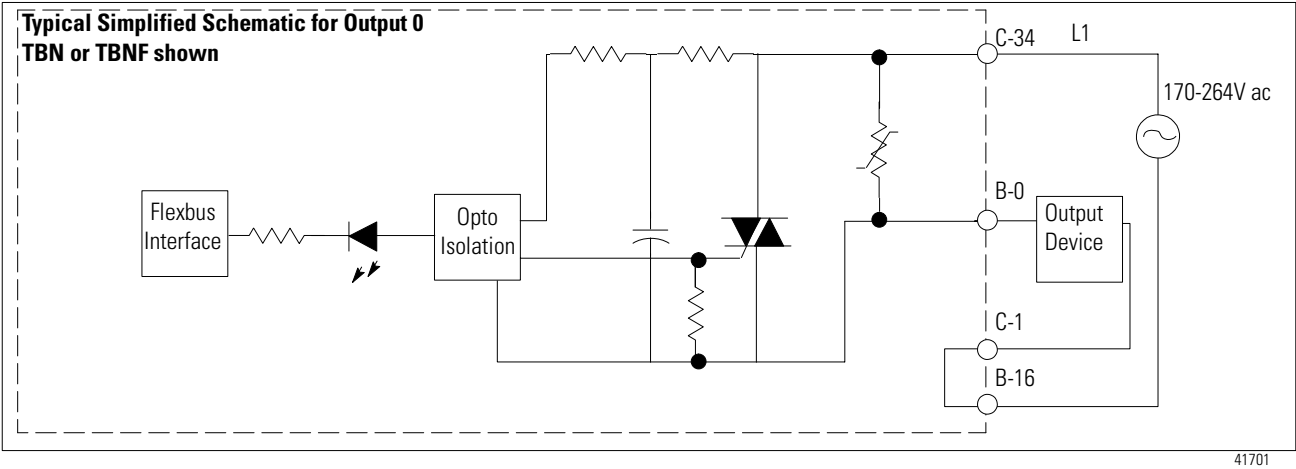 Typical Simplified Schematic for Output 0
TBN or TBNF shown
C-34
L1
170-264V ac
B-0
Flexbus
Interface
Opto
Isolation
Output
Device
C-1
B-16
41701